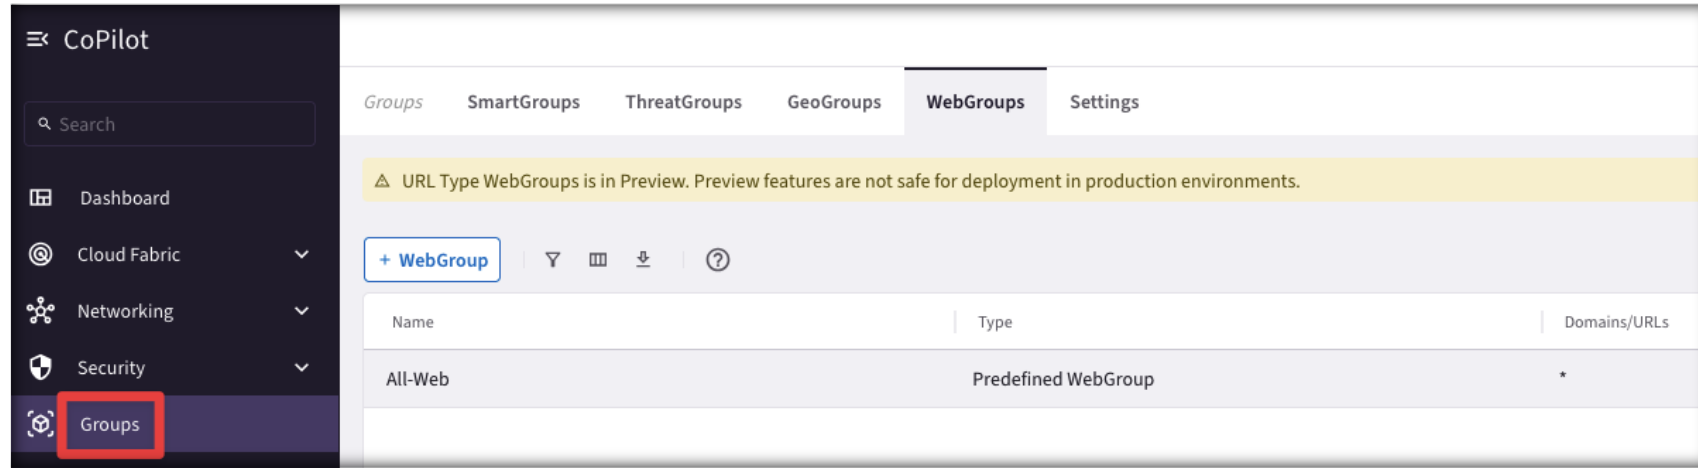 CoPilot
Search
Dashboard
Cloud Fabric
Networking
Security
Groups
Groups SmartGroups ThreatGroups GeoGroups WebGroups Settings
URL Type WebGroups is in Preview. Preview features are not safe for deployment in production environments.
+ WebGroup
Name Type Domains/URLs
All-Web Predefined WebGroup *